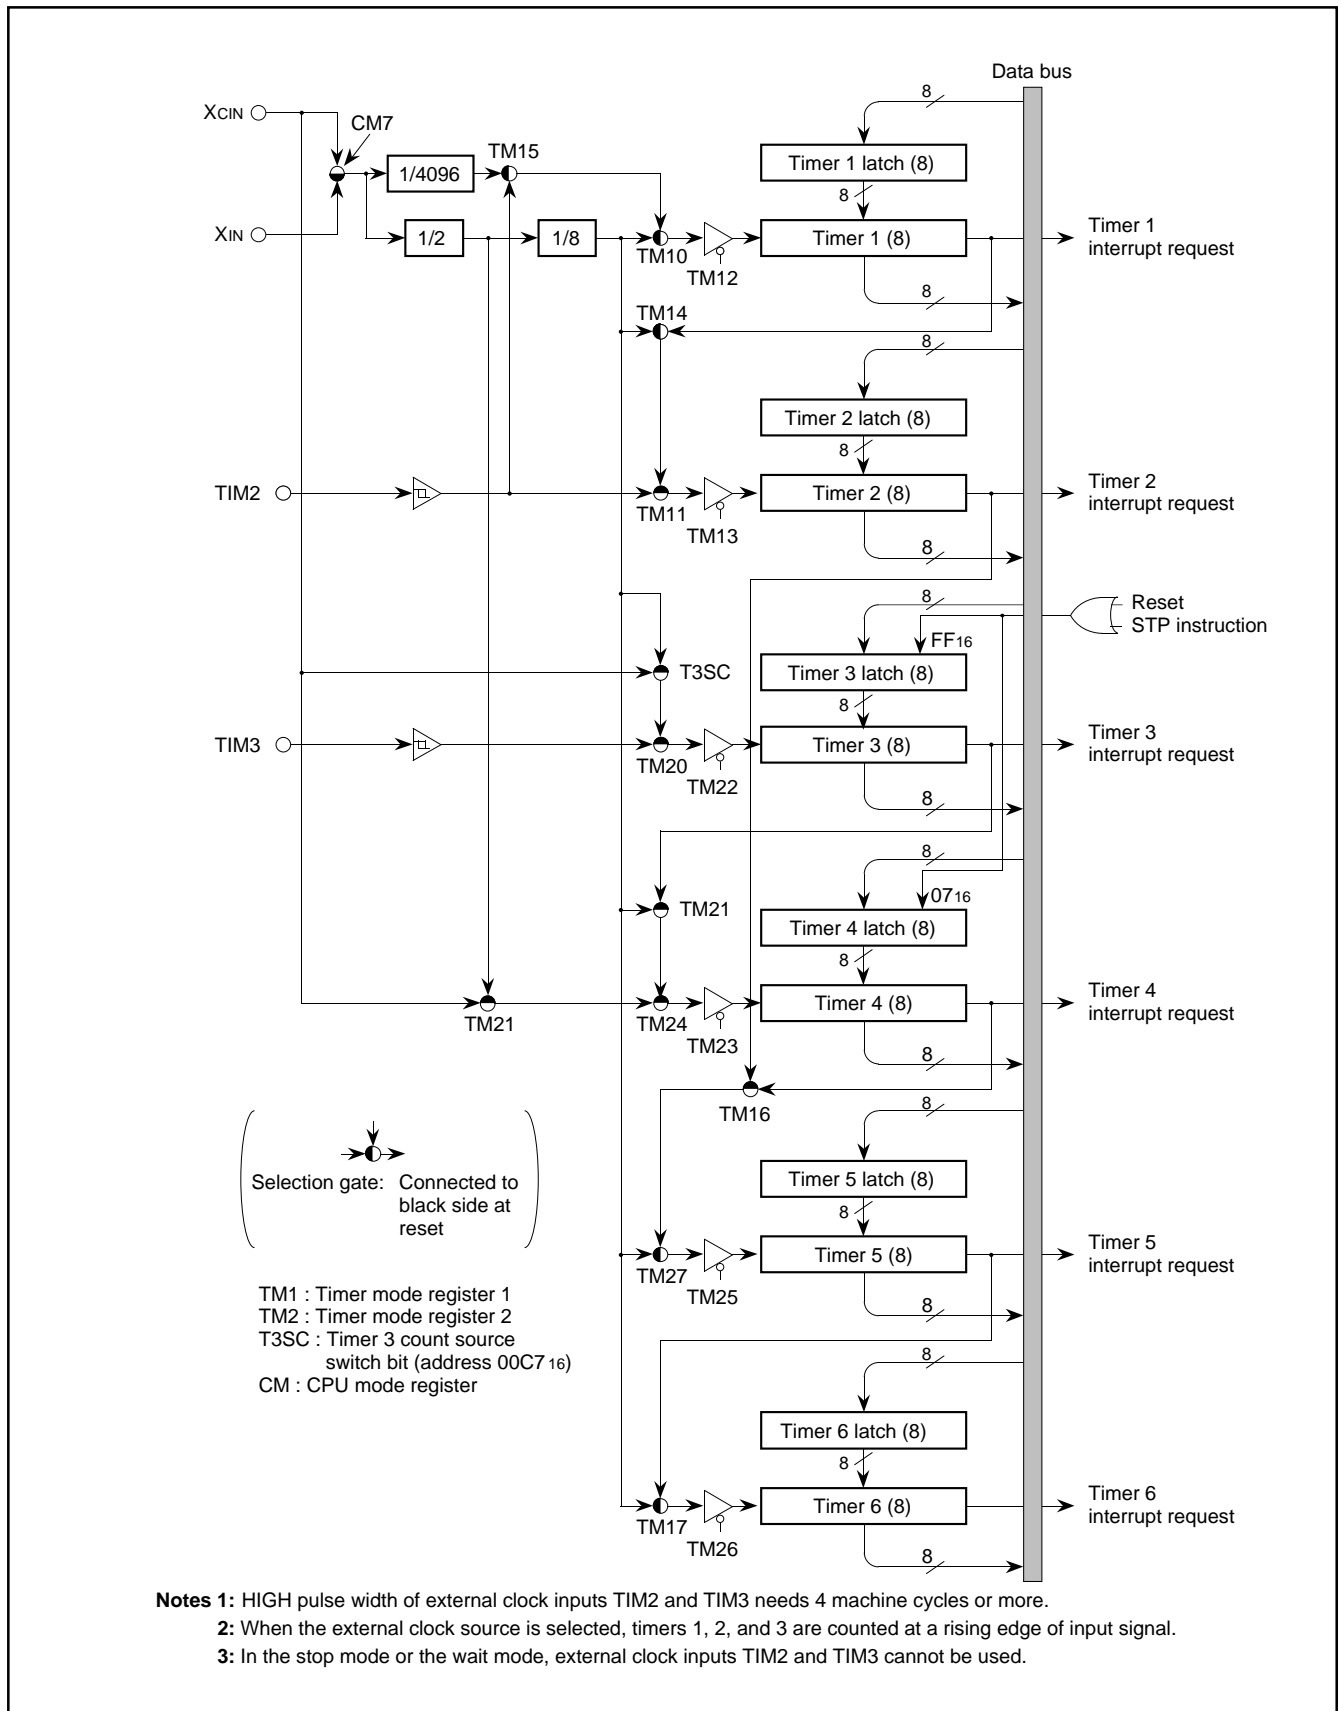 Data bus
8
XCIN
CM7
TM15
1/4096
Timer 1 latch (8)
8
XIN
1/2
1/8
TM10
TM12
Timer 1 (8)
Timer 1
interrupt request
8
TM14
8
Timer 2 latch (8)
8
TIM2
TM11
TM13
Timer 2 (8)
Timer 2
interrupt request
8
8
Reset
STP instruction
FF16
T3SC
Timer 3 latch (8)
8
TIM3
TM20
TM22
Timer 3 (8)
Timer 3
interrupt request
8
8
0716
TM21
Timer 4 latch (8)
8
TM21
TM24
TM23
Timer 4 (8)
Timer 4
interrupt request
8
TM16
8
Selection gate: Connected to
black side at
reset
Timer 5 latch (8)
8
TM27
TM25
Timer 5 (8)
Timer 5
interrupt request
8
TM1 : Timer mode register 1
TM2 : Timer mode register 2
T3SC : Timer 3 count source
switch bit (address 00C716)
CM : CPU mode register
8
Timer 6 latch (8)
8
TM17
TM26
Timer 6 (8)
Timer 6
interrupt request
8
Notes 1: HIGH pulse width of external clock inputs TIM2 and TIM3 needs 4 machine cycles or more.
2: When the external clock source is selected, timers 1, 2, and 3 are counted at a rising edge of input signal.
3: In the stop mode or the wait mode, external clock inputs TIM2 and TIM3 cannot be used.